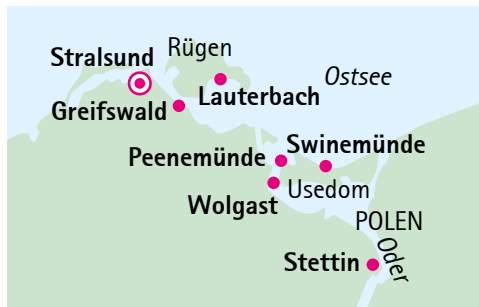 Stralsund
Rügen
Ostsee
Lauterbach
Greifswald
Peenemünde
Swinemünde
Usedom
Wolgast
POLEN
Oder
Stettin